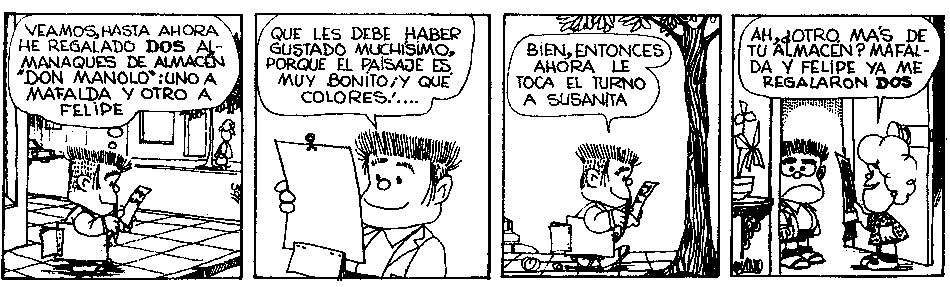 VEAMOS, HASTA AHORA
HE REGALADO DOS AL-
MANAQUES DE ALMACÉN
"DON MANOLO": UNO A
MAFALDA Y OTRO A
FELIPE
QUE LES DEBE HABER
GUSTADO MUCHÍSIMO,
PORQUE EL PAISAJE ES
MUY BONITO ¡Y QUE
COLORES!....
BIEN, ENTONCES
AHORA LE
TOCA EL TURNO
A SUSANITA
AH, ¿OTRO MÁS DE
TU ALMACÉN? MAFAL-
DA Y FELIPE YA ME
REGALARON DOS